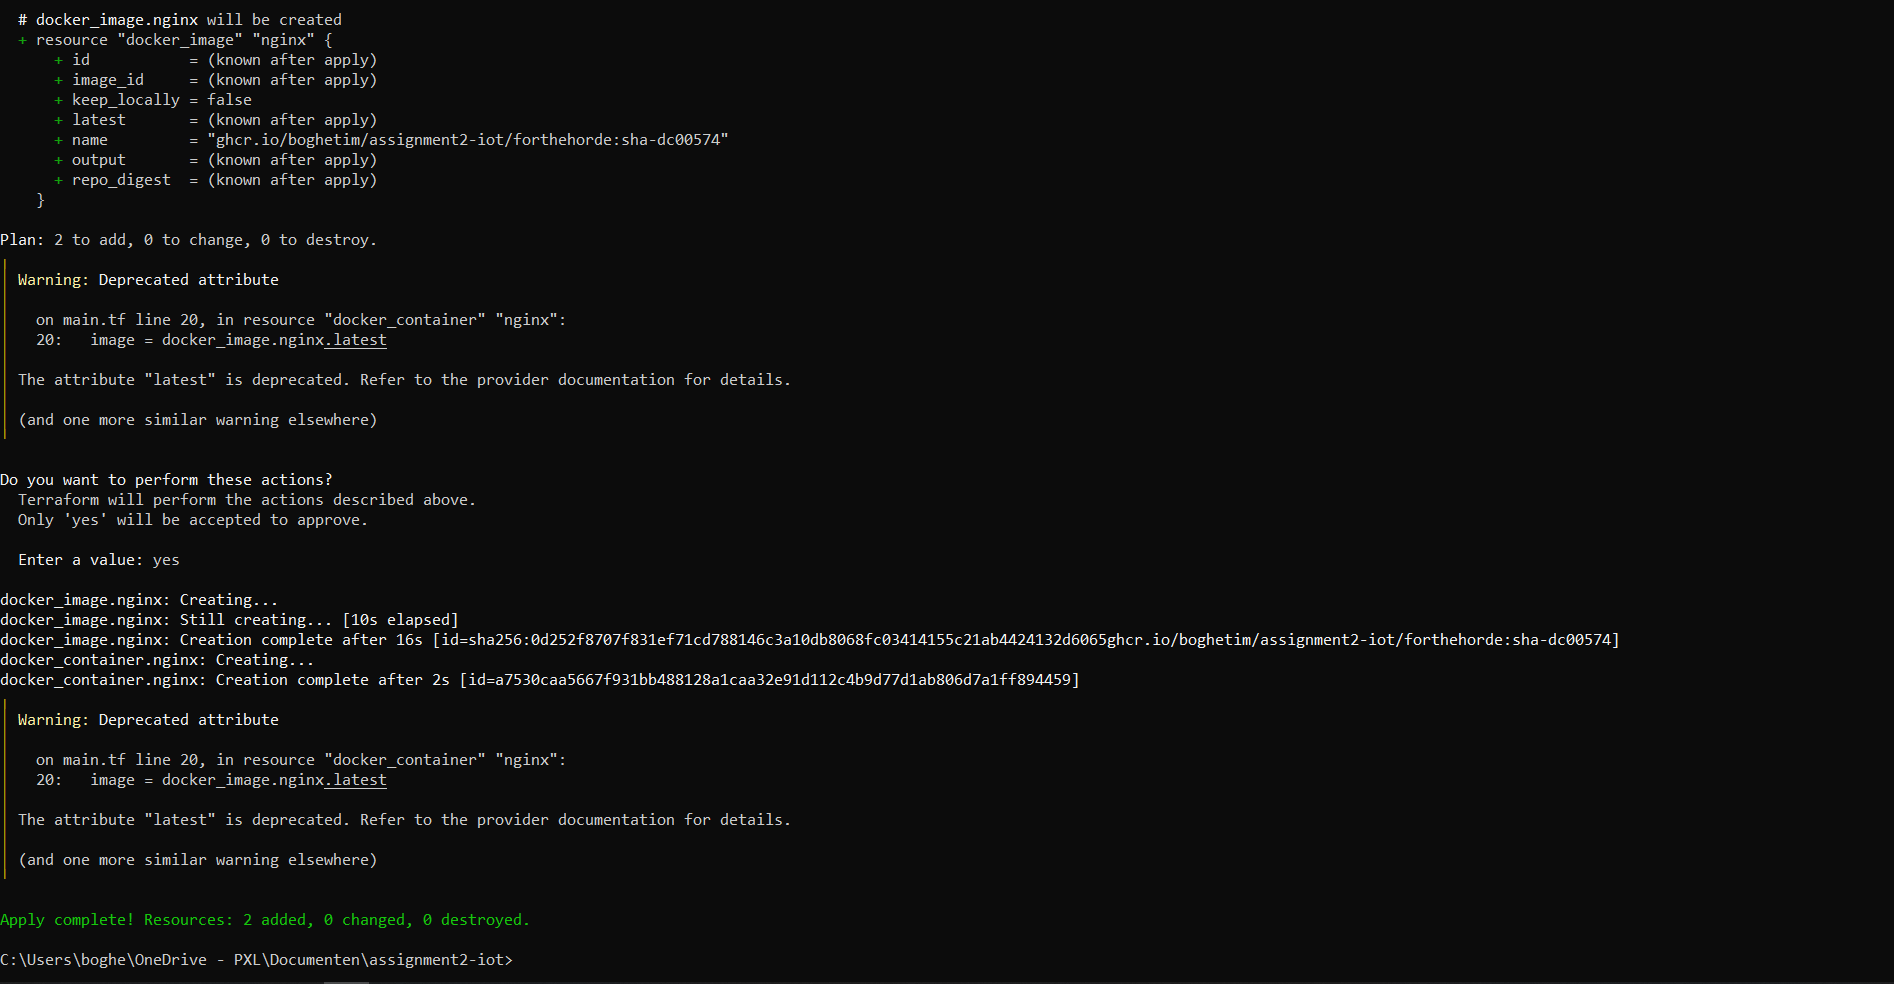 # docker_image.nginx will be created
+ resource "docker_image" "nginx" {
+ id = (known after apply)
+ image_id = (known after apply)
+ keep_locally = false
+ latest = (known after apply)
+ name = "ghcr.io/boghetim/assignment2-iot/forthehorde:sha-dc00574"
+ output = (known after apply)
+ repo_digest = (known after apply)
}
Plan: 2 to add, 0 to change, 0 to destroy.
Warning: Deprecated attribute
on main.tf line 20, in resource "docker_container" "nginx":
20: image = docker_image.nginx.latest
The attribute "latest" is deprecated. Refer to the provider documentation for details.
(and one more similar warning elsewhere)
Do you want to perform these actions?
Terraform will perform the actions described above.
Only 'yes' will be accepted to approve.
Enter a value: yes
docker_image.nginx: Creating...
docker_image.nginx: Still creating... [10s elapsed]
docker_image.nginx: Creation complete after 16s [id=sha256:0d252f8707f831ef71cd788146c3a10db8068fc03414155c21ab4424132d6065ghcr.io/boghetim/assignment2-iot/forthehorde:sha-dc00574]
docker_container.nginx: Creating...
docker_container.nginx: Creation complete after 2s [id=a7530caa5667f931bb488128a1caa32e91d112c4b9d77d1ab806d7a1ff894459]
Warning: Deprecated attribute
on main.tf line 20, in resource "docker_container" "nginx":
20: image = docker_image.nginx.latest
The attribute "latest" is deprecated. Refer to the provider documentation for details.
(and one more similar warning elsewhere)
Apply complete! Resources: 2 added, 0 changed, 0 destroyed.
C:\Users\boghe\OneDrive - PXL\Documenten\assignment2-iot>